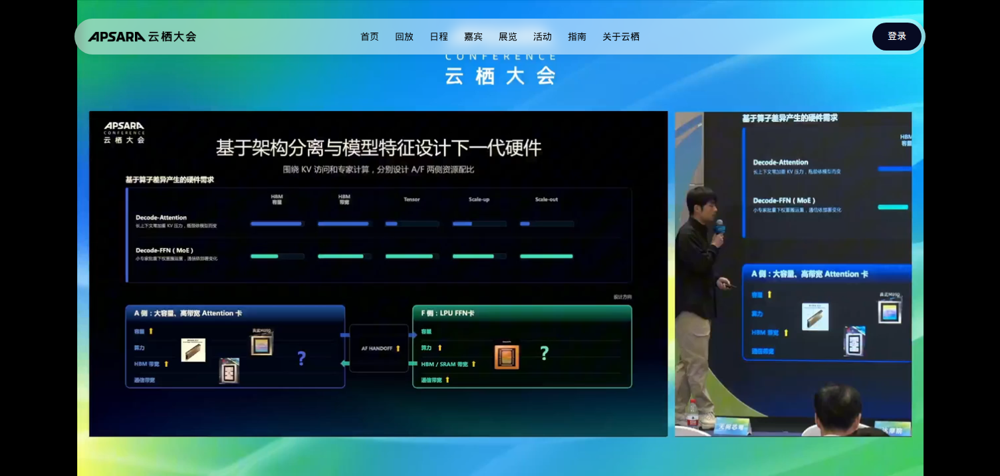 APSARA 云栖大会
首页 回放 日程 嘉宾 展览 活动 指南 关于云栖
登录
CONFERENCE
云栖大会
APSARA
CONFERENCE
云栖大会
基于架构分离与模型特征设计下一代硬件
围绕 KV 访问和专家计算，分别设计 A/F 两侧资源配比
基于算子差异产生的硬件需求
HBM
容量
HBM
带宽
Tensor
Scale-up
Scale-out
Decode-Attention
长上下文增加 KV 压力，瓶颈依模型而变
Decode-FFN ( MoE )
小专家批量下权重搬运重，通信依部署变化
设计方向
A 侧：大容量、高带宽 Attention 卡
容量
算力
HBM 带宽
通信带宽
真武M890
?
AF HANDOFF
F 侧：LPU FFN卡
容量
算力
HBM / SRAM 带宽
通信带宽
?
基于算子差异产生的硬件需求
HBM
容量
Decode-Attention
长上下文增加 KV 压力，瓶颈依模型而变
Decode-FFN ( MoE )
小专家批量下权重搬运重，通信依部署变化
A 侧：大容量、高带宽 Attention 卡
容量
算力
HBM 带宽
通信带宽
真武M890